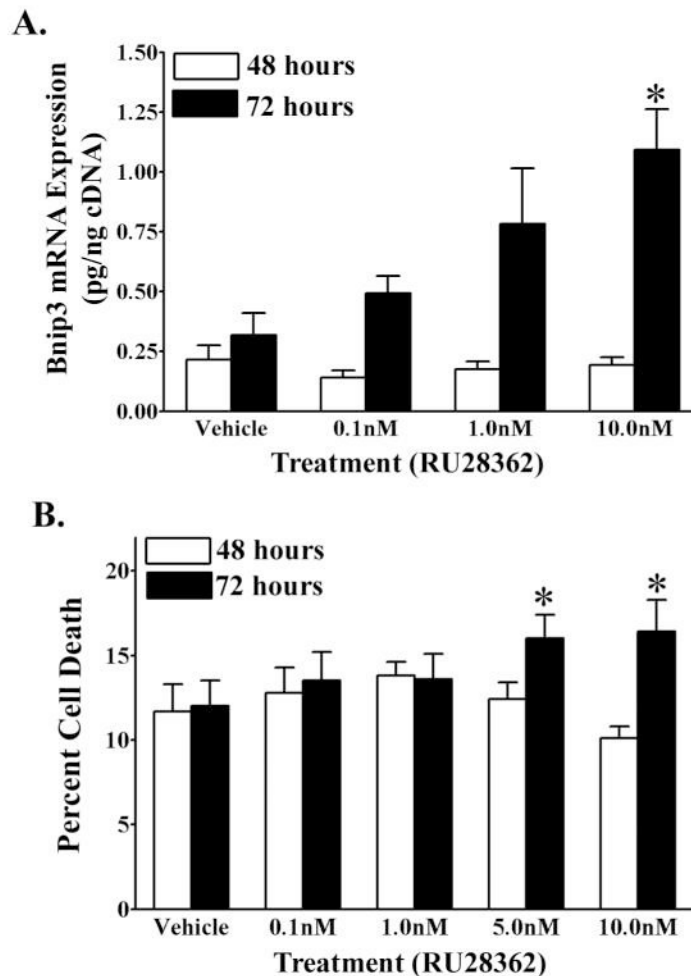 A.
Bnip3 mRNA Expression
(pg/ng cDNA)
1.50
1.25
1.00
0.75
0.50
0.25
0.00
48 hours
72 hours
*
Vehicle 0.1nM 1.0nM 10.0nM
Treatment (RU28362)
B.
Percent Cell Death
20
15
10
5
0
48 hours
72 hours
* *
Vehicle 0.1nM 1.0nM 5.0nM 10.0nM
Treatment (RU28362)